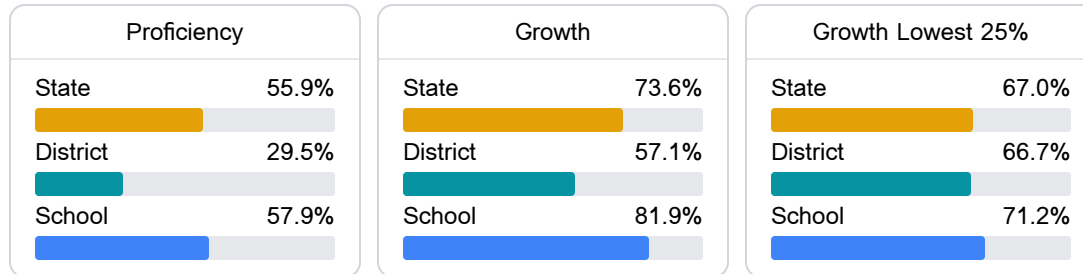 Proficiency
State 55.9%
District 29.5%
School 57.9%
Growth
State 73.6%
District 57.1%
School 81.9%
Growth Lowest 25%
State 67.0%
District 66.7%
School 71.2%